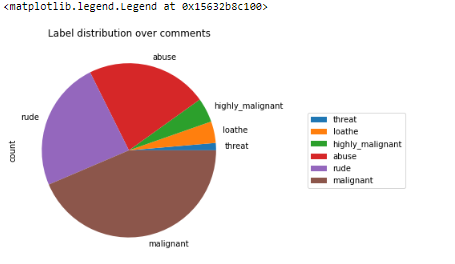 <matplotlib.legend.Legend at 0x15632b8c100>
Label distribution over comments
abuse
highly_malignant
rude
loathe
threat
count
malignant
threat
loathe
highly_malignant
abuse
rude
malignant